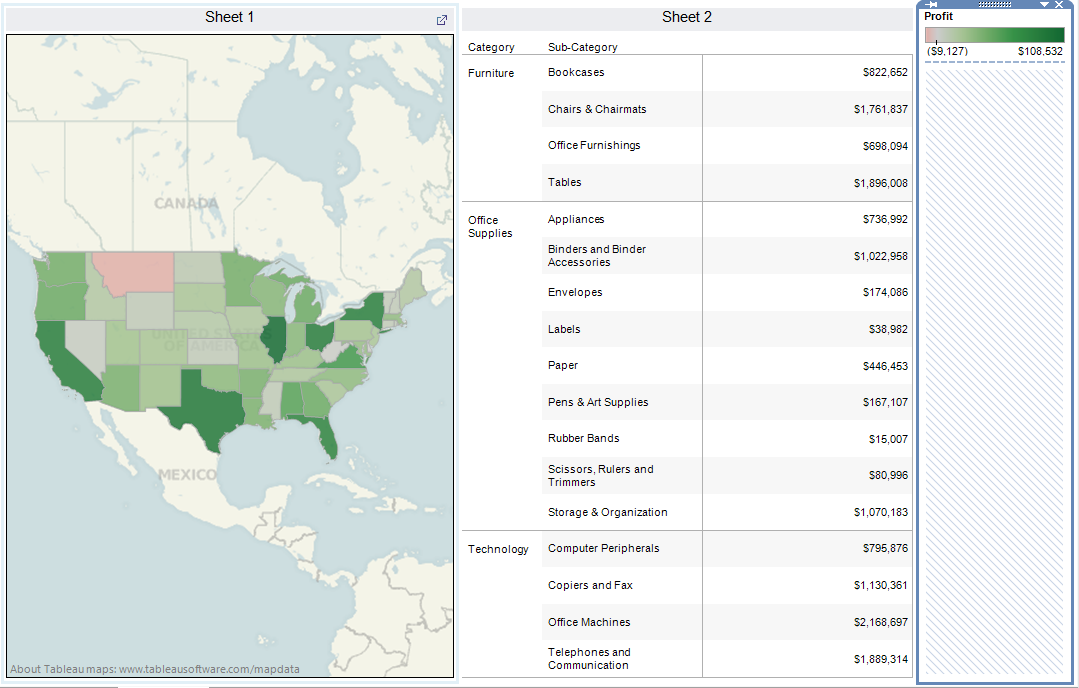 Sheet 1
CANADA
UNITED STATES
OF AMERICA
MEXICO
About Tableau maps: www.tableausoftware.com/mapdata
Sheet 2
Category Sub-Category
Furniture Bookcases $822,652
Chairs & Chairmats $1,761,837
Office Furnishings $698,094
Tables $1,896,008
Office
Supplies
Appliances $736,992
Binders and Binder
Accessories
$1,022,958
Envelopes $174,086
Labels $38,982
Paper $446,453
Pens & Art Supplies $167,107
Rubber Bands $15,007
Scissors, Rulers and
Trimmers
$80,996
Storage & Organization $1,070,183
Technology Computer Peripherals $795,876
Copiers and Fax $1,130,361
Office Machines $2,168,697
Telephones and
Communication
$1,889,314
Profit
($9,127) $108,532